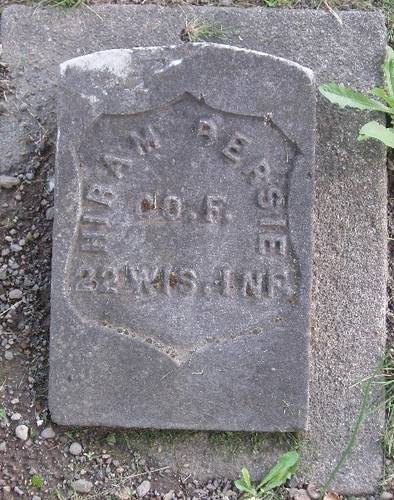 HIRAM BERSIE
CO. F.
22 WIS. INF.